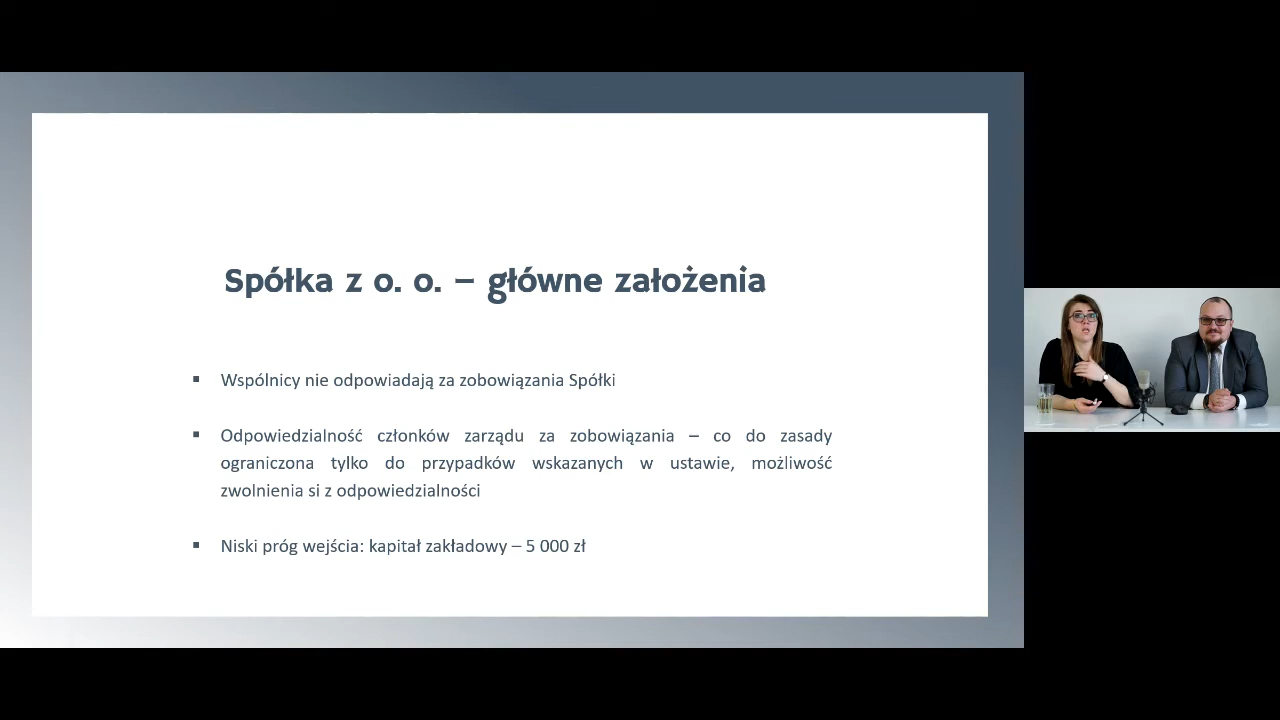 Spółka z o. o. – główne założenia
▪ Wspólnicy nie odpowiadają za zobowiązania Spółki
▪ Odpowiedzialność członków zarządu za zobowiązania – co do zasady
ograniczona tylko do przypadków wskazanych w ustawie, możliwość
zwolnienia si z odpowiedzialności
▪ Niski próg wejścia: kapitał zakładowy – 5 000 zł